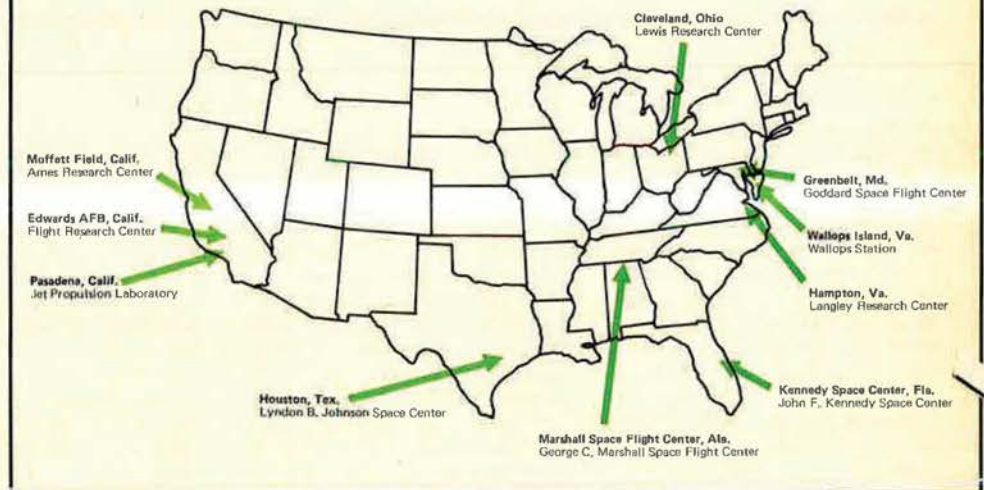 Cleveland, Ohio
Lewis Research Center
Moffett Field, Calif.
Ames Research Center
Edwards AFB, Calif.
Flight Research Center
Pasadena, Calif.
Jet Propulsion Laboratory
Greenbelt, Md.
Goddard Space Flight Center
Wallops Island, Va.
Wallops Station
Hampton, Va.
Langley Research Center
Houston, Tex.
Lyndon B. Johnson Space Center
Kennedy Space Center, Fla.
John F. Kennedy Space Center
Marshall Space Flight Center, Ala.
George C. Marshall Space Flight Center